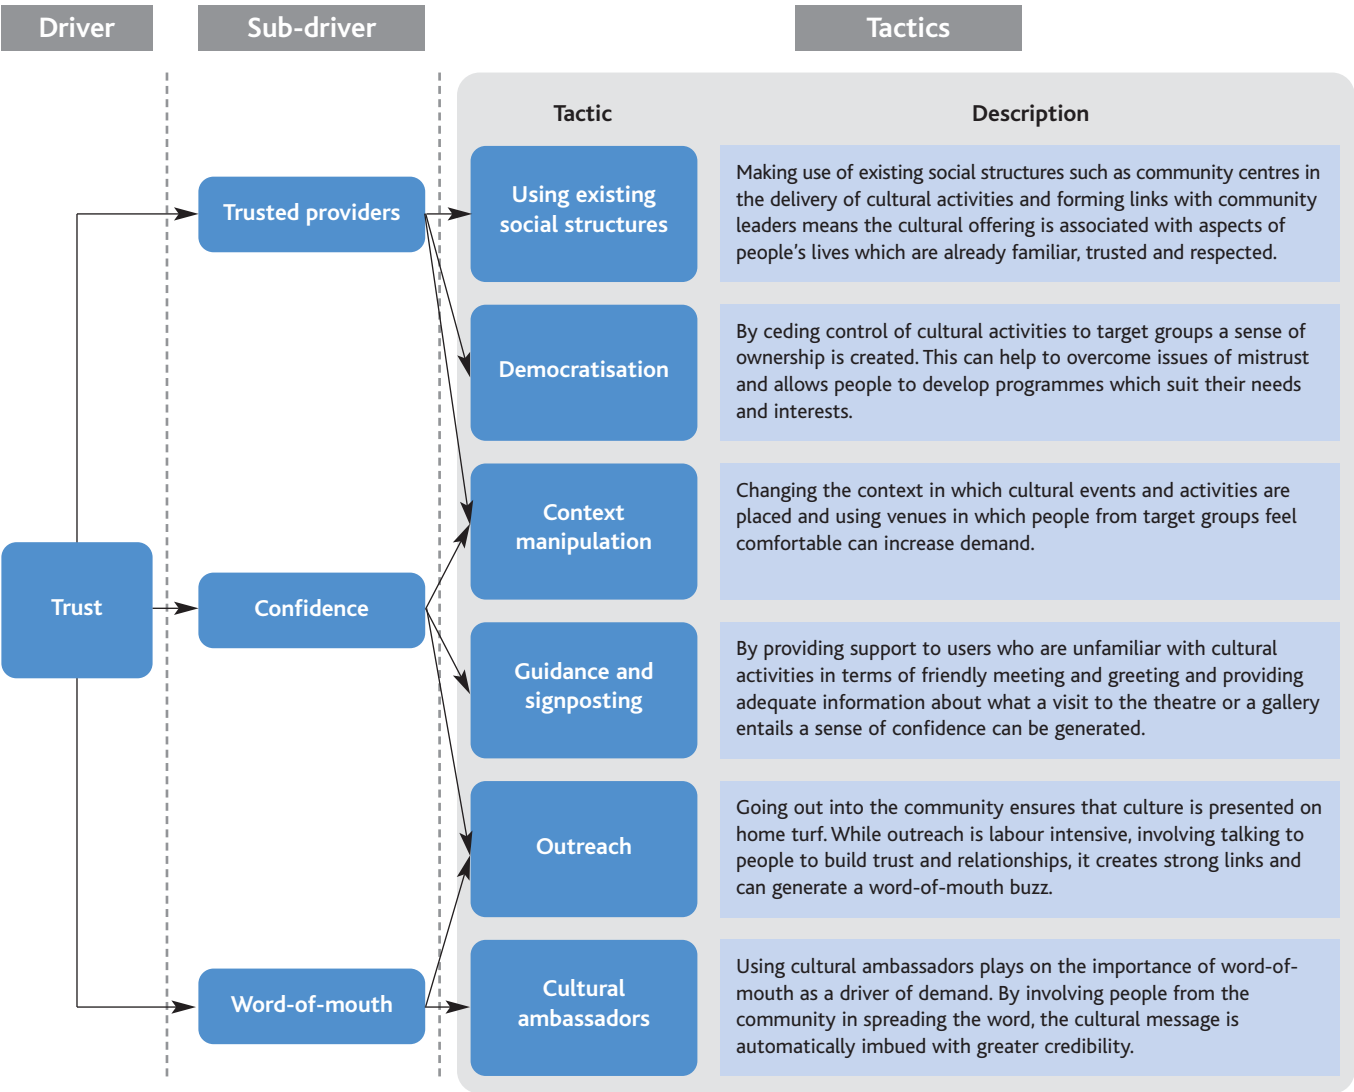 Driver
Sub-driver
Tactics
Tactic
Description
Trusted providers
Using existing
social structures
Making use of existing social structures such as community centres in
the delivery of cultural activities and forming links with community
leaders means the cultural offering is associated with aspects of
people’s lives which are already familiar, trusted and respected.
Democratisation
By ceding control of cultural activities to target groups a sense of
ownership is created. This can help to overcome issues of mistrust
and allows people to develop programmes which suit their needs
and interests.
Context
manipulation
Changing the context in which cultural events and activities are
placed and using venues in which people from target groups feel
comfortable can increase demand.
Trust
Confidence
Guidance and
signposting
By providing support to users who are unfamiliar with cultural
activities in terms of friendly meeting and greeting and providing
adequate information about what a visit to the theatre or a gallery
entails a sense of confidence can be generated.
Outreach
Going out into the community ensures that culture is presented on
home turf. While outreach is labour intensive, involving talking to
people to build trust and relationships, it creates strong links and
can generate a word-of-mouth buzz.
Word-of-mouth
Cultural
ambassadors
Using cultural ambassadors plays on the importance of word-of-
mouth as a driver of demand. By involving people from the
community in spreading the word, the cultural message is
automatically imbued with greater credibility.